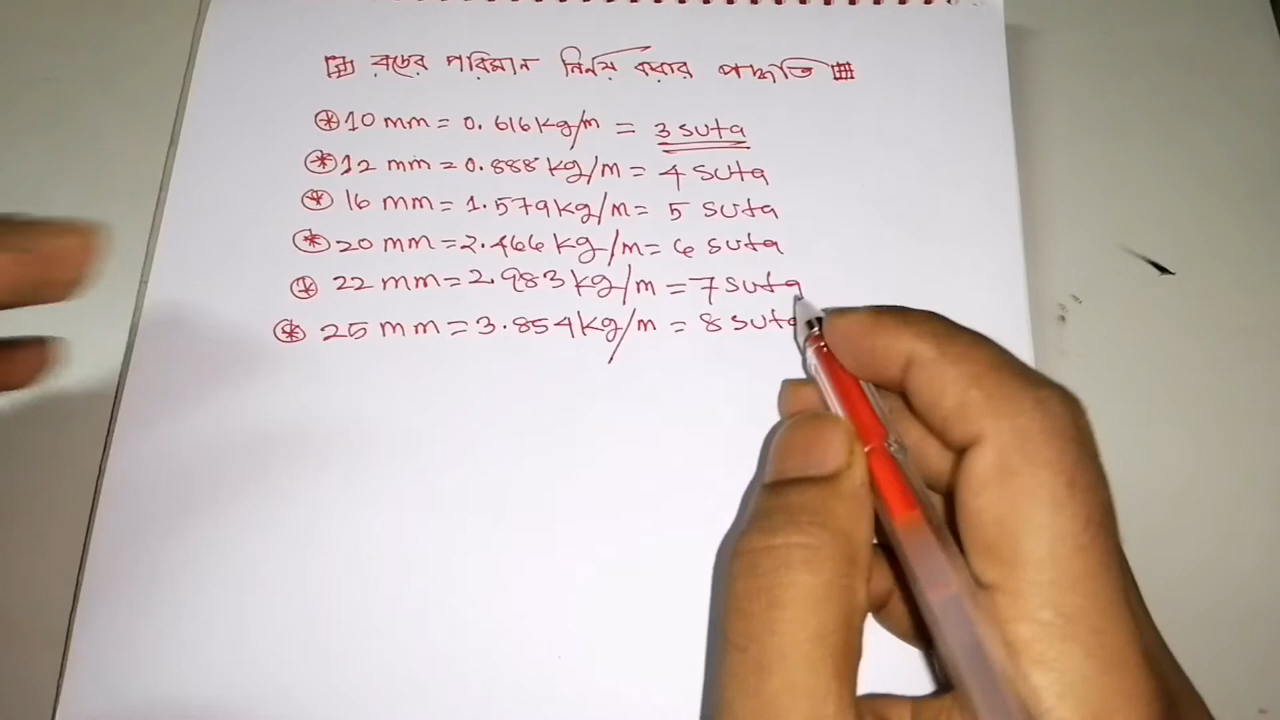 রডের পরিমান নির্নয় করার পদ্ধতি
10 mm = 0.616 kg/m = 3 suta
12 mm = 0.888 kg/m = 4 suta
16 mm = 1.579 kg/m = 5 suta
20 mm = 2.466 kg/m = 6 suta
22 mm = 2.983 kg/m = 7 suta
25 mm = 3.854 kg/m = 8 suta